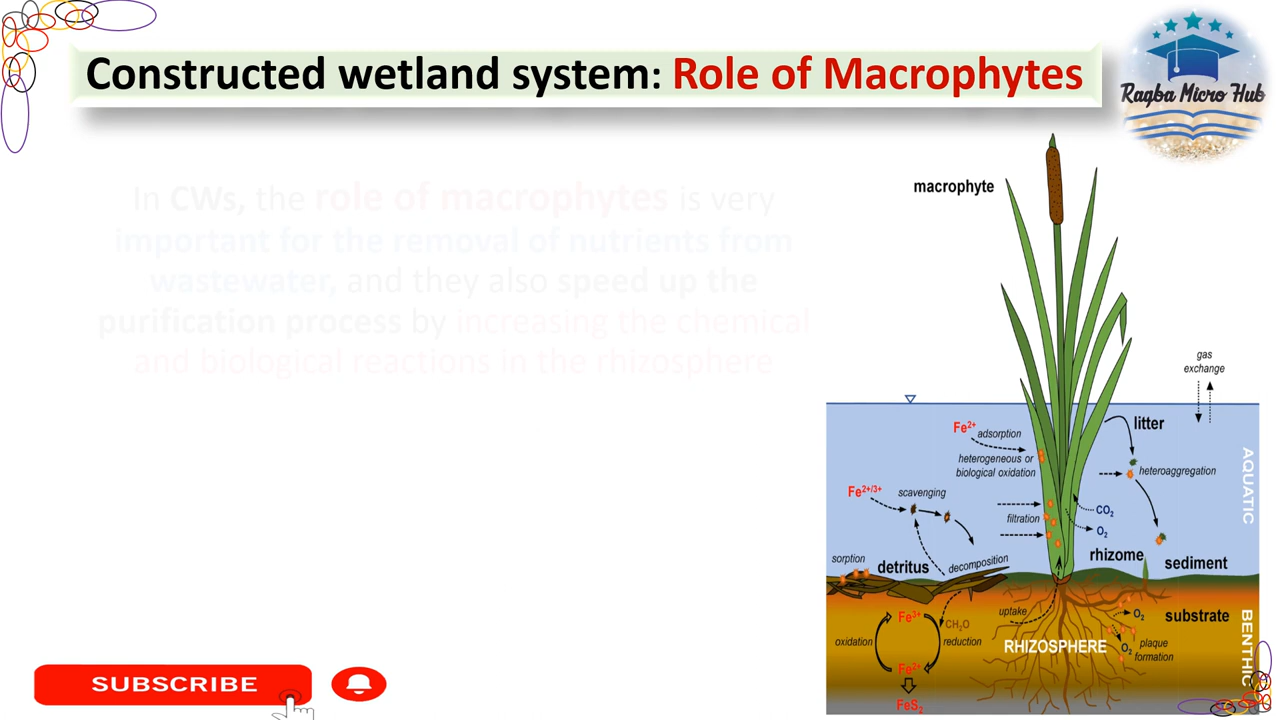 Constructed wetland system: Role of Macrophytes
Ragba Micro Hub
In CWs, the role of macrophytes is very
important for the removal of nutrients from
wastewater, and they also speed up the
purification process by increasing the chemical
and biological reactions in the rhizosphere
macrophyte
gas
exchange
litter
Fe2+
adsorption
heterogeneous or
biological oxidation
heteroaggregation
AQUATIC
Fe2+/3+
scavenging
filtration
CO2
O2
sorption
detritus
decomposition
rhizome
sediment
uptake
O2
substrate
Fe3+
CH2O
oxidation
reduction
RHIZOSPHERE
O2
plaque
formation
BENTHIC
Fe2+
FeS2
SUBSCRIBE